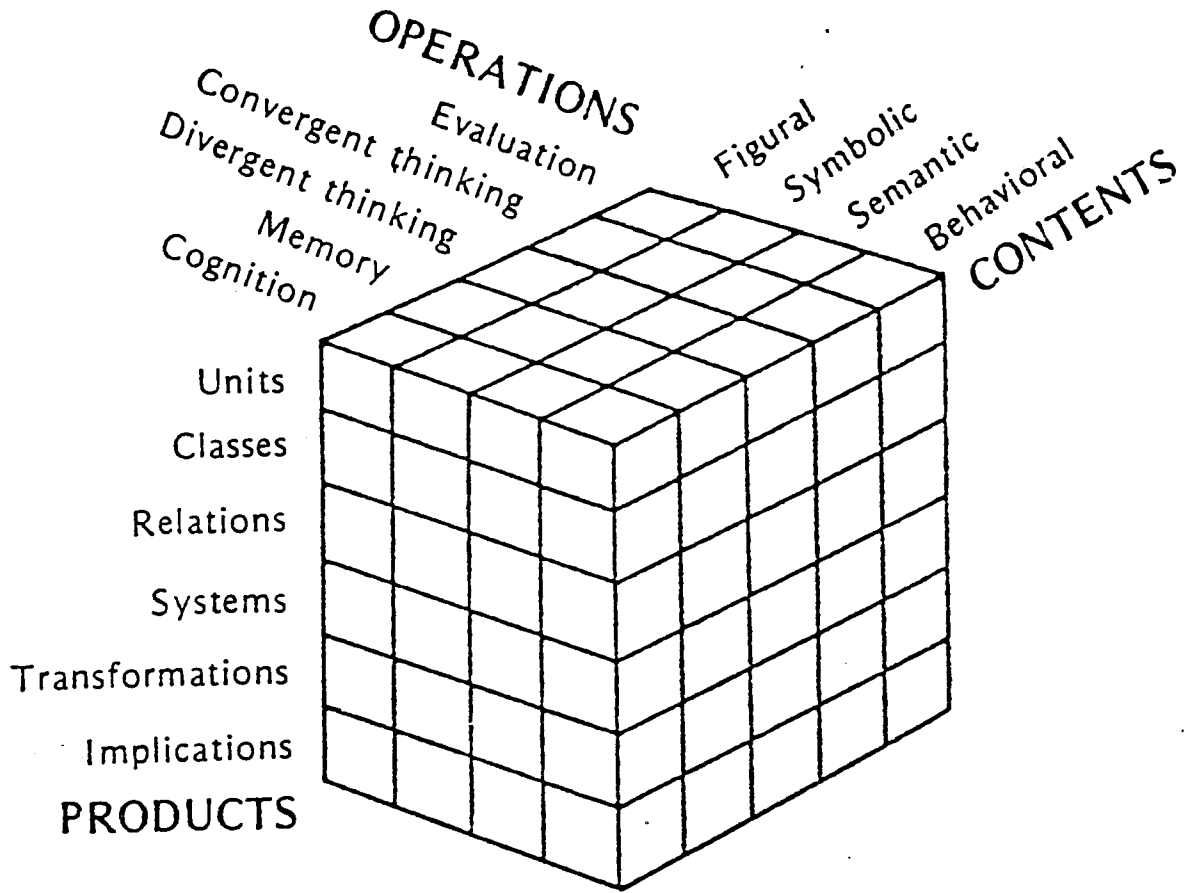 OPERATIONS
Evaluation
Convergent thinking
Divergent thinking
Memory
Cognition
Figural
Symbolic
Semantic
Behavioral
CONTENTS
Units
Classes
Relations
Systems
Transformations
Implications
PRODUCTS